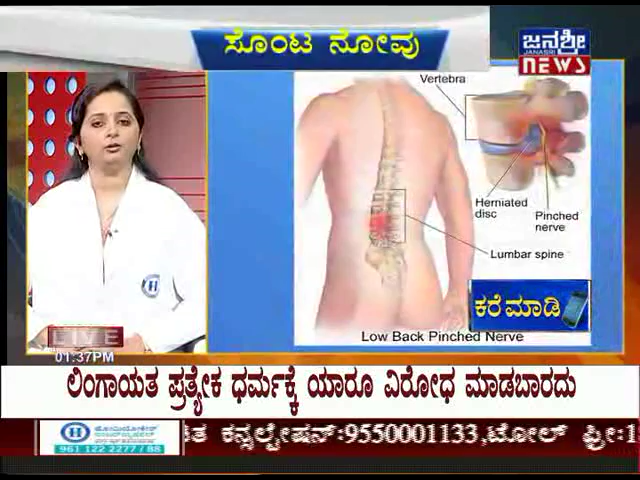 ಸೊಂಟ ನೋವು
ಜನಶ್ರೀ
JANASRI
NEWS
Vertebra
Herniated
disc
Pinched
nerve
Lumbar spine
ಕರೆ ಮಾಡಿ
Low Back Pinched Nerve
LIVE
01:37PM
ಲಿಂಗಾಯತ ಪ್ರತ್ಯೇಕ ಧರ್ಮಕ್ಕೆ ಯಾರೂ ವಿರೋಧ ಮಾಡಬಾರದು
ಕನ್ಸಲ್ಟೇಷನ್:9550001133,ಟೋಲ್ ಫ್ರೀ:1
961 122 2277 / 88